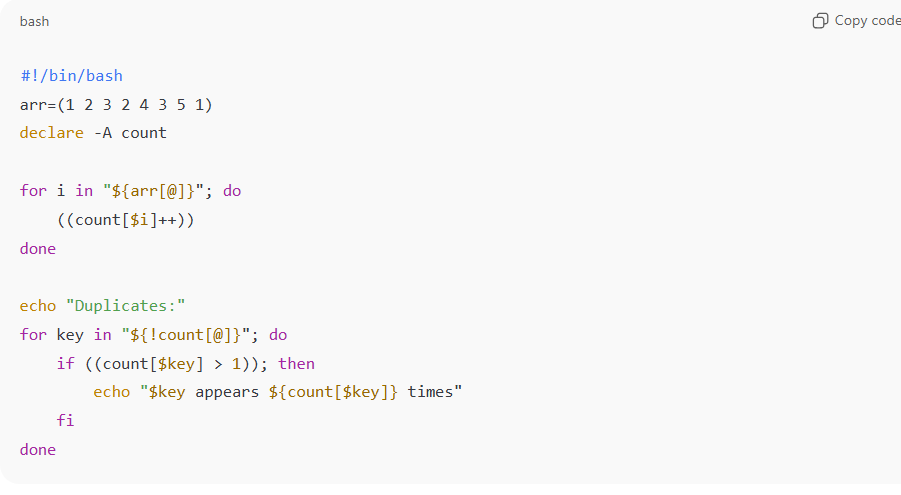 bash
Copy code
#!/bin/bash
arr=(1 2 3 2 4 3 5 1)
declare -A count
for i in "${arr[@]}"; do
    ((count[$i]++))
done
echo "Duplicates:"
for key in "${!count[@]}"; do
    if ((count[$key] > 1)); then
        echo "$key appears ${count[$key]} times"
    fi
done